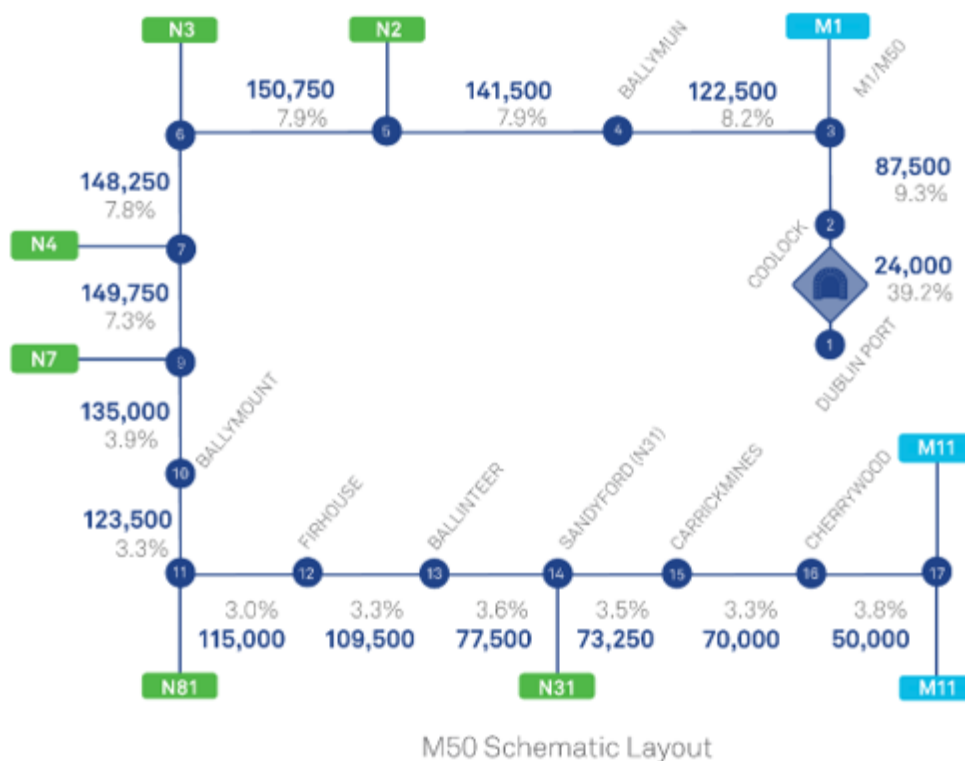 N3
N2
M1
BALLYMUN
M1/M50
150,750
7.9%
141,500
7.9%
122,500
8.2%
6
5
4
3
148,250
7.8%
87,500
9.3%
2
COOLOCK
N4
7
24,000
39.2%
149,750
7.3%
1
DUBLIN PORT
N7
9
135,000
3.9%
BALLYMOUNT
10
M11
123,500
3.3%
FIRHOUSE
BALLINTEER
SANDYFORD (N31)
CARRICKMINES
CHERRYWOOD
11
12
13
14
15
16
17
3.0%
3.3%
3.6%
3.5%
3.3%
3.8%
115,000
109,500
77,500
73,250
70,000
50,000
N81
N31
M11
M50 Schematic Layout